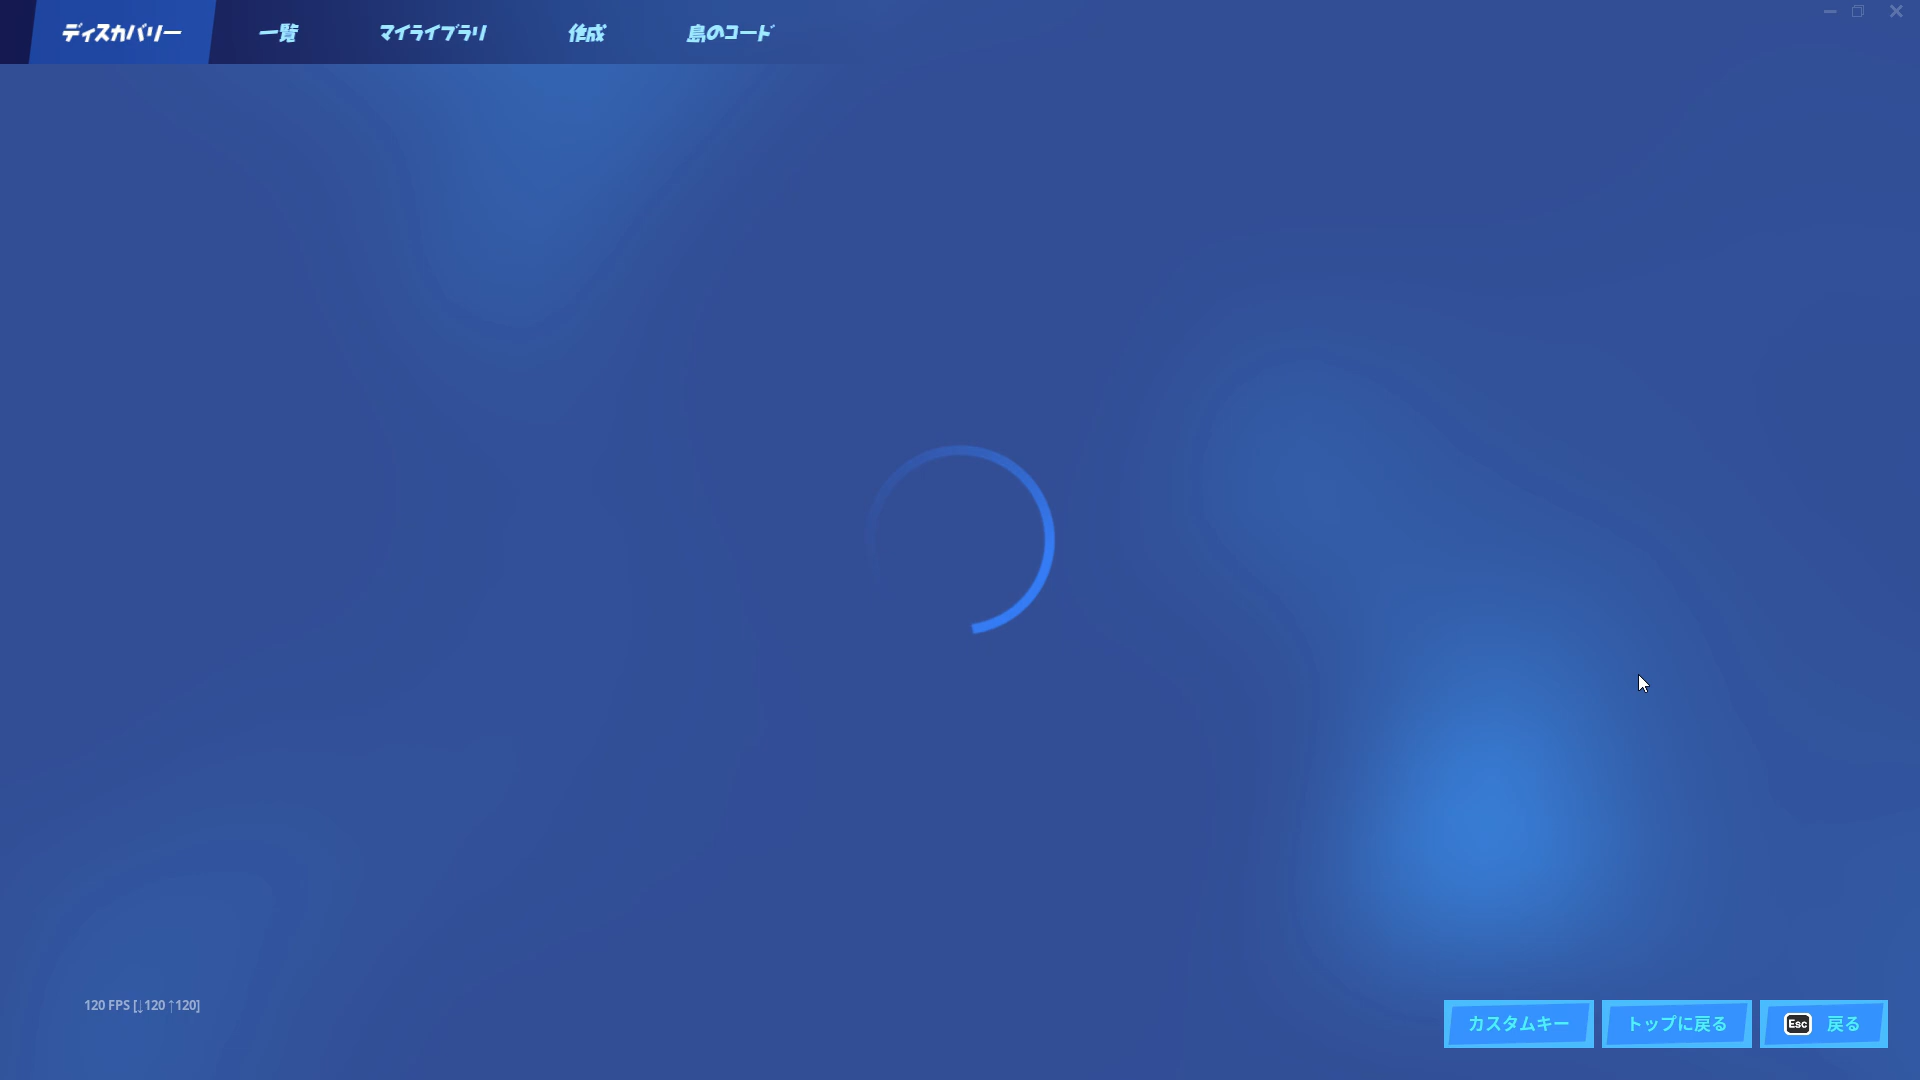 ディスカバリー
一覧
マイライブラリ
作成
島のコード
120 FPS [↓120 ↑120]
カスタムキー
トップに戻る
Esc 戻る